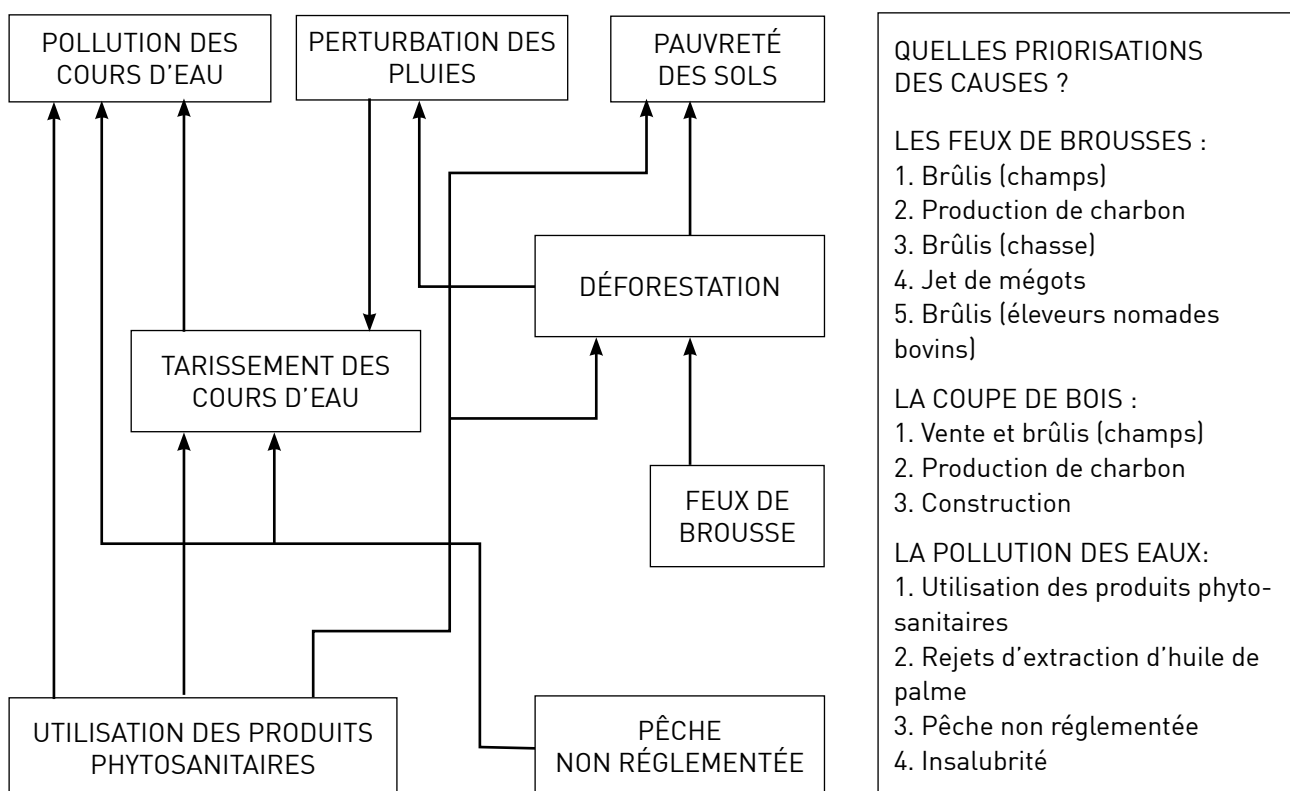 POLLUTION DES
COURS D’EAU
PERTURBATION DES
PLUIES
PAUVRETÉ
DES SOLS
DÉFORESTATION
TARISSEMENT DES
COURS D’EAU
FEUX DE
BROUSSE
UTILISATION DES PRODUITS
PHYTOSANITAIRES
PÊCHE
NON RÉGLEMENTÉE
QUELLES PRIORISATIONS
DES CAUSES ?
LES FEUX DE BROUSSES :
1. Brûlis (champs)
2. Production de charbon
3. Brûlis (chasse)
4. Jet de mégots
5. Brûlis (éleveurs nomades
bovins)
LA COUPE DE BOIS :
1. Vente et brûlis (champs)
2. Production de charbon
3. Construction
LA POLLUTION DES EAUX:
1. Utilisation des produits phyto-
sanitaires
2. Rejets d’extraction d’huile de
palme
3. Pêche non réglementée
4. Insalubrité